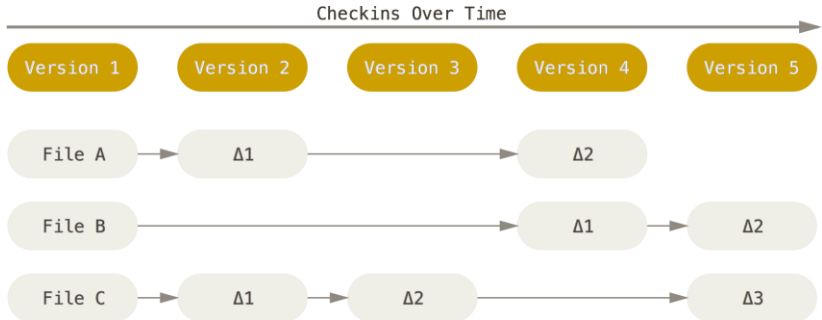 Checkins Over Time
Version 1 Version 2 Version 3 Version 4 Version 5
File A Δ1 Δ2
File B Δ1 Δ2
File C Δ1 Δ2 Δ3